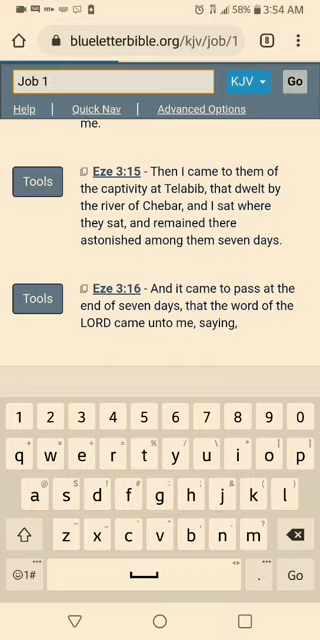 58% 3:54 AM
blueletterbible.org/kjv/job/1 8
Job 1 KJV Go
Help | Quick Nav | Advanced Options
me.
Tools Eze 3:15 - Then I came to them of
the captivity at Telabib, that dwelt by
the river of Chebar, and I sat where
they sat, and remained there
astonished among them seven days.
Tools Eze 3:16 - And it came to pass at the
end of seven days, that the word of the
LORD came unto me, saying,
1 2 3 4 5 6 7 8 9 0
q w e r t y u i o p
a s d f g h j k l
z x c v b n m
1# . Go